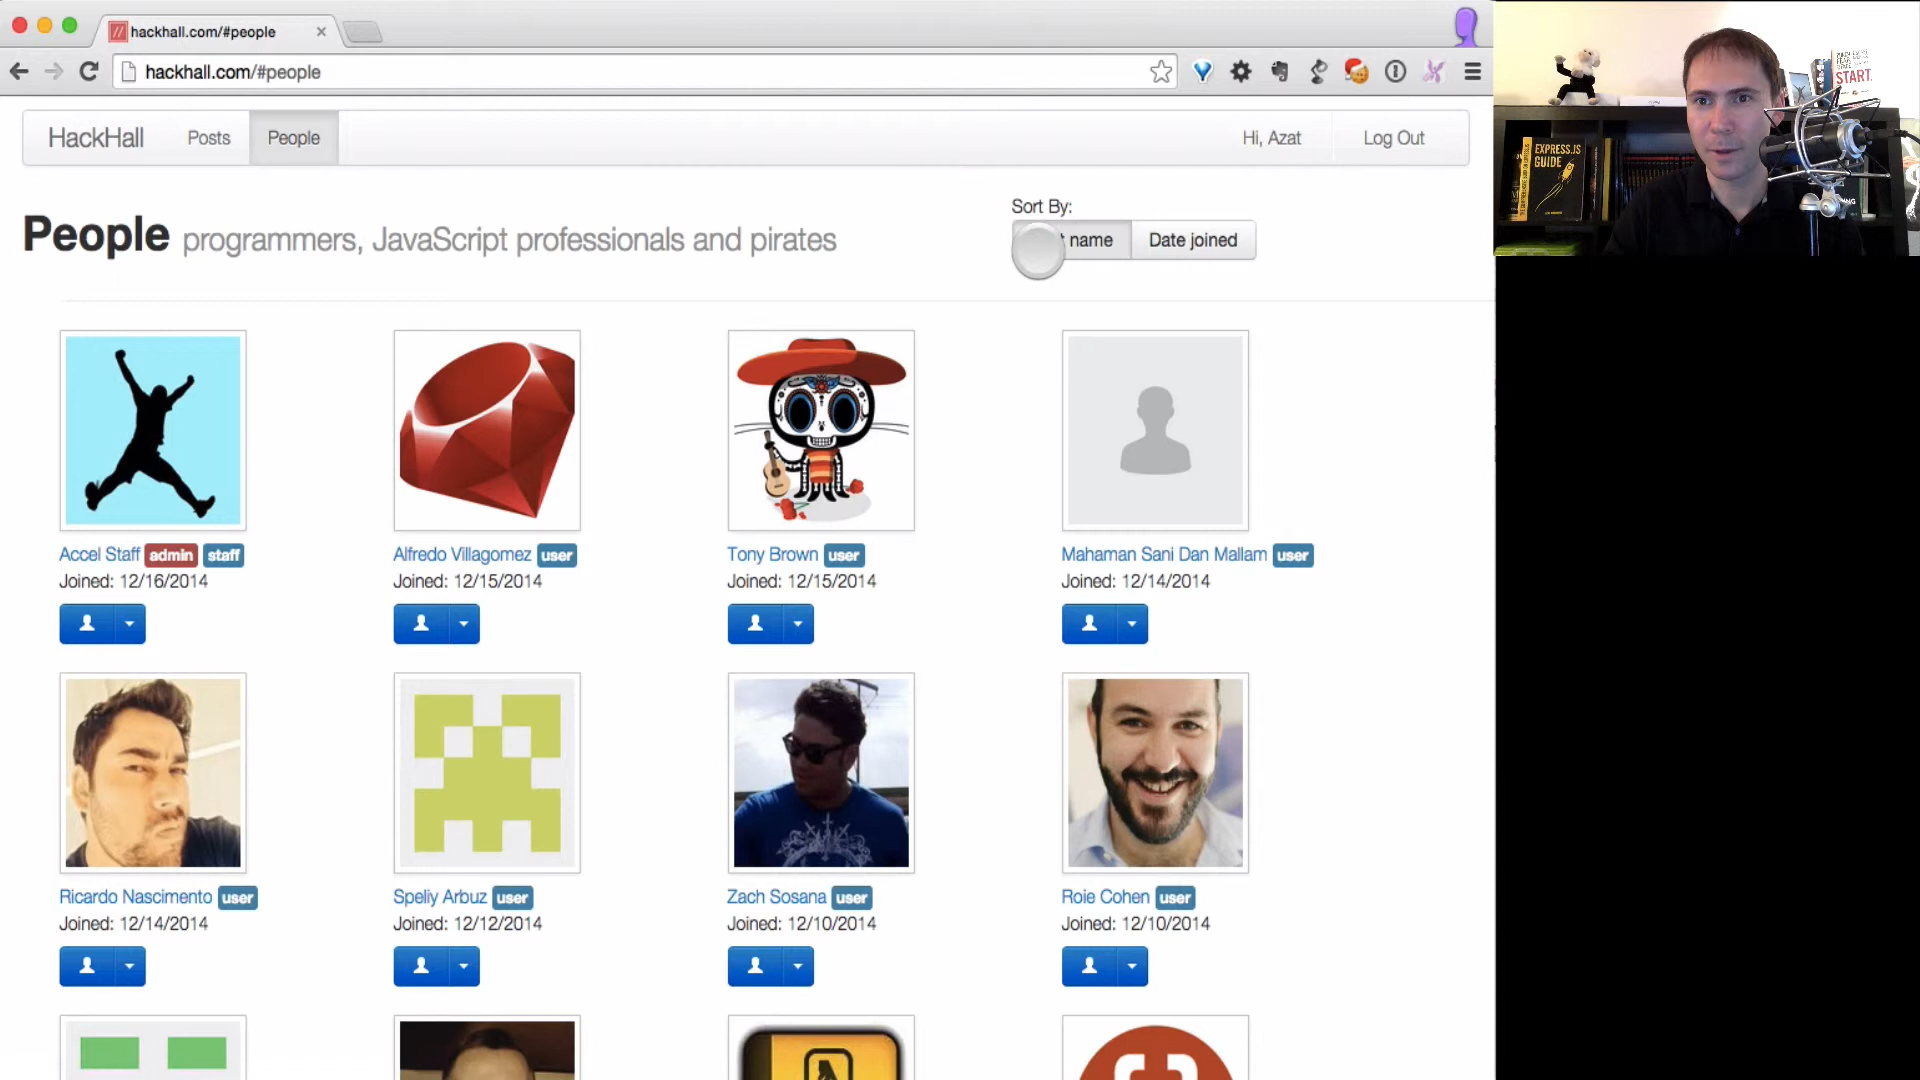 hackhall.com/#people
hackhall.com/#people
HackHall Posts People Hi, Azat Log Out
Sort By:
name Date joined
People programmers, JavaScript professionals and pirates
Accel Staff admin staff
Joined: 12/16/2014
Alfredo Villagomez user
Joined: 12/15/2014
Tony Brown user
Joined: 12/15/2014
Mahaman Sani Dan Mallam user
Joined: 12/14/2014
Ricardo Nascimento user
Joined: 12/14/2014
Speliy Arbuz user
Joined: 12/12/2014
Zach Sosana user
Joined: 12/10/2014
Roie Cohen user
Joined: 12/10/2014
START.
EXPRESS.JS
GUIDE